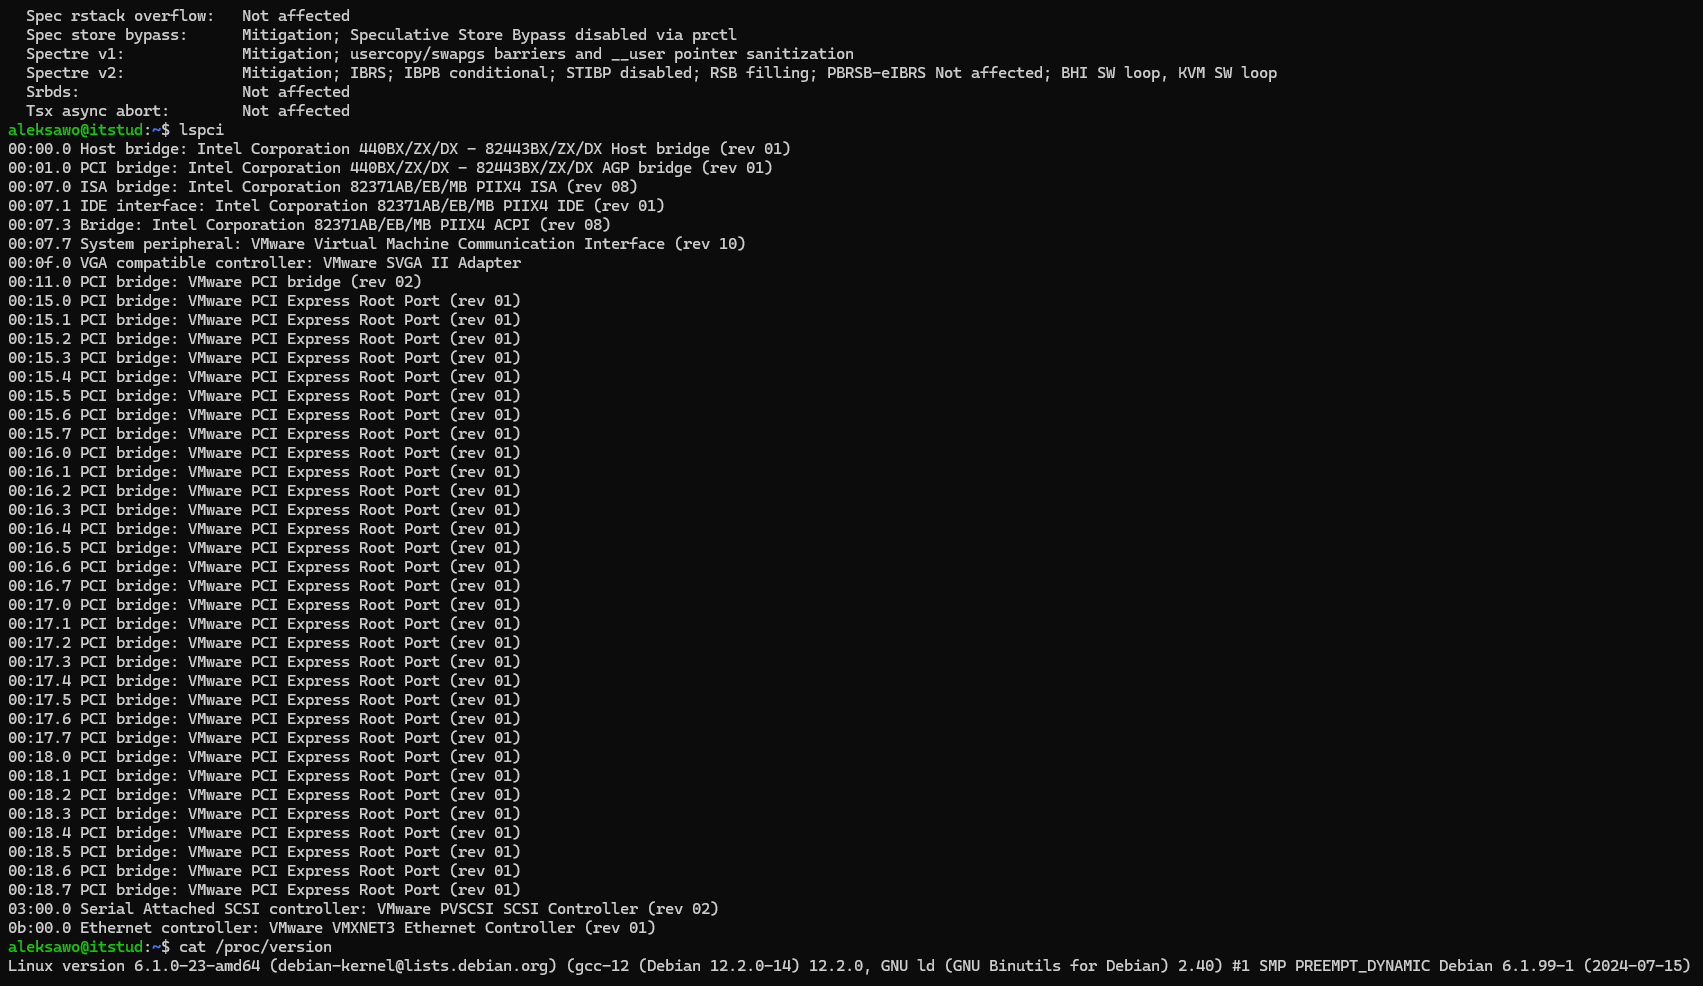 Spec rstack overflow:   Not affected
Spec store bypass:      Mitigation; Speculative Store Bypass disabled via prctl
Spectre v1:             Mitigation; usercopy/swapgs barriers and __user pointer sanitization
Spectre v2:             Mitigation; IBRS; IBPB conditional; STIBP disabled; RSB filling; PBRSB-eIBRS Not affected; BHI SW loop, KVM SW loop
Srbds:                  Not affected
Tsx async abort:        Not affected
aleksawo@itstud:~$ lspci
00:00.0 Host bridge: Intel Corporation 440BX/ZX/DX - 82443BX/ZX/DX Host bridge (rev 01)
00:01.0 PCI bridge: Intel Corporation 440BX/ZX/DX - 82443BX/ZX/DX AGP bridge (rev 01)
00:07.0 ISA bridge: Intel Corporation 82371AB/EB/MB PIIX4 ISA (rev 08)
00:07.1 IDE interface: Intel Corporation 82371AB/EB/MB PIIX4 IDE (rev 01)
00:07.3 Bridge: Intel Corporation 82371AB/EB/MB PIIX4 ACPI (rev 08)
00:07.7 System peripheral: VMware Virtual Machine Communication Interface (rev 10)
00:0f.0 VGA compatible controller: VMware SVGA II Adapter
00:11.0 PCI bridge: VMware PCI bridge (rev 02)
00:15.0 PCI bridge: VMware PCI Express Root Port (rev 01)
00:15.1 PCI bridge: VMware PCI Express Root Port (rev 01)
00:15.2 PCI bridge: VMware PCI Express Root Port (rev 01)
00:15.3 PCI bridge: VMware PCI Express Root Port (rev 01)
00:15.4 PCI bridge: VMware PCI Express Root Port (rev 01)
00:15.5 PCI bridge: VMware PCI Express Root Port (rev 01)
00:15.6 PCI bridge: VMware PCI Express Root Port (rev 01)
00:15.7 PCI bridge: VMware PCI Express Root Port (rev 01)
00:16.0 PCI bridge: VMware PCI Express Root Port (rev 01)
00:16.1 PCI bridge: VMware PCI Express Root Port (rev 01)
00:16.2 PCI bridge: VMware PCI Express Root Port (rev 01)
00:16.3 PCI bridge: VMware PCI Express Root Port (rev 01)
00:16.4 PCI bridge: VMware PCI Express Root Port (rev 01)
00:16.5 PCI bridge: VMware PCI Express Root Port (rev 01)
00:16.6 PCI bridge: VMware PCI Express Root Port (rev 01)
00:16.7 PCI bridge: VMware PCI Express Root Port (rev 01)
00:17.0 PCI bridge: VMware PCI Express Root Port (rev 01)
00:17.1 PCI bridge: VMware PCI Express Root Port (rev 01)
00:17.2 PCI bridge: VMware PCI Express Root Port (rev 01)
00:17.3 PCI bridge: VMware PCI Express Root Port (rev 01)
00:17.4 PCI bridge: VMware PCI Express Root Port (rev 01)
00:17.5 PCI bridge: VMware PCI Express Root Port (rev 01)
00:17.6 PCI bridge: VMware PCI Express Root Port (rev 01)
00:17.7 PCI bridge: VMware PCI Express Root Port (rev 01)
00:18.0 PCI bridge: VMware PCI Express Root Port (rev 01)
00:18.1 PCI bridge: VMware PCI Express Root Port (rev 01)
00:18.2 PCI bridge: VMware PCI Express Root Port (rev 01)
00:18.3 PCI bridge: VMware PCI Express Root Port (rev 01)
00:18.4 PCI bridge: VMware PCI Express Root Port (rev 01)
00:18.5 PCI bridge: VMware PCI Express Root Port (rev 01)
00:18.6 PCI bridge: VMware PCI Express Root Port (rev 01)
00:18.7 PCI bridge: VMware PCI Express Root Port (rev 01)
03:00.0 Serial Attached SCSI controller: VMware PVSCSI SCSI Controller (rev 02)
0b:00.0 Ethernet controller: VMware VMXNET3 Ethernet Controller (rev 01)
aleksawo@itstud:~$ cat /proc/version
Linux version 6.1.0-23-amd64 (debian-kernel@lists.debian.org) (gcc-12 (Debian 12.2.0-14) 12.2.0, GNU ld (GNU Binutils for Debian) 2.40) #1 SMP PREEMPT_DYNAMIC Debian 6.1.99-1 (2024-07-15)